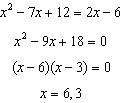 x² − 7x + 12 = 2x − 6
x² − 9x + 18 = 0
(x − 6)(x − 3) = 0
x = 6, 3